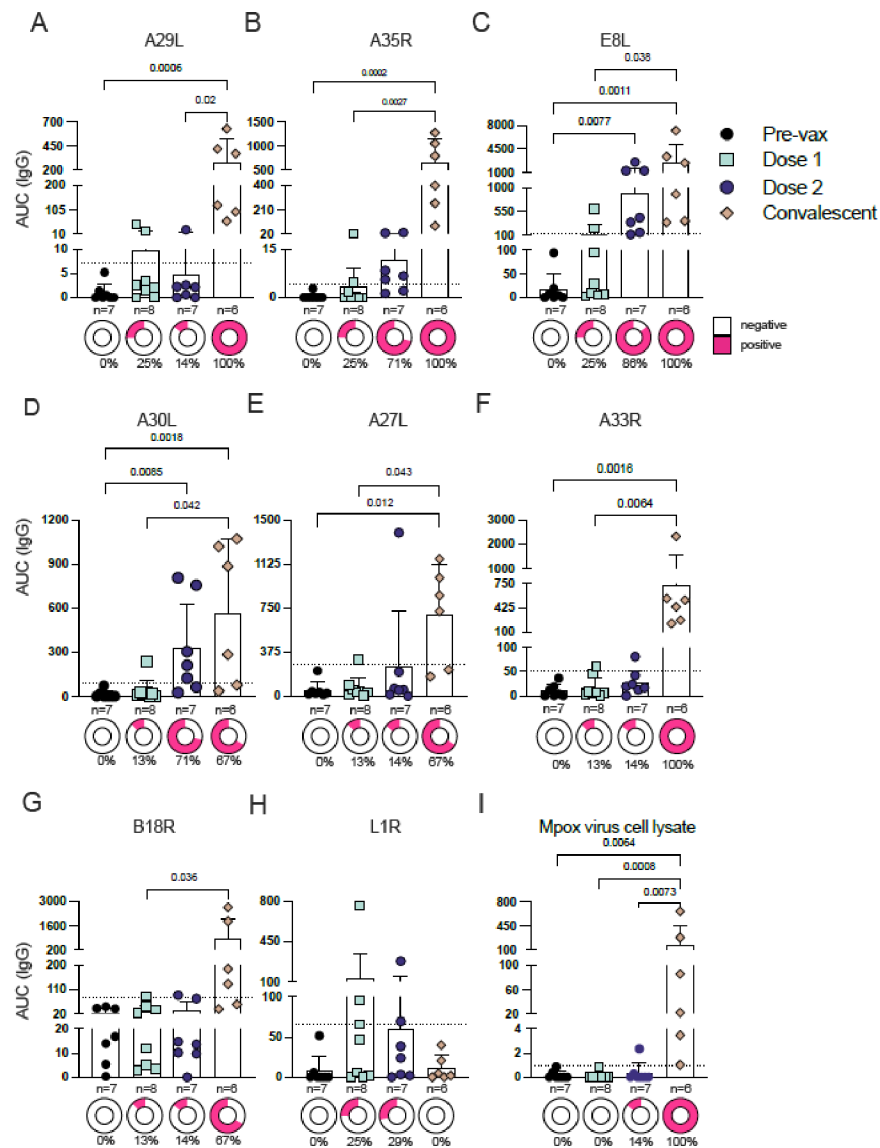 A
A29L
B
A35R
C
E8L
0.0006
0.02
0.0002
0.0027
0.038
0.0011
0.0077
AUC (IgG)
700
450
200
200
105
10
10
5
0
1500
1000
500
400
210
20
15
0
8000
4500
1000
1000
550
100
100
50
0
Pre-vax
Dose 1
Dose 2
Convalescent
n=7 n=8 n=7 n=6
0% 25% 14% 100%
n=7 n=8 n=7 n=6
0% 25% 71% 100%
n=7 n=8 n=7 n=6
0% 25% 86% 100%
negative
positive
D
A30L
E
A27L
F
A33R
0.0018
0.0085
0.042
0.043
0.012
0.0016
0.0064
AUC (IgG)
1200
900
600
300
0
1500
1125
750
375
0
3000
2000
1000
750
425
100
100
50
0
n=7 n=8 n=7 n=6
0% 13% 71% 67%
n=7 n=8 n=7 n=6
0% 13% 14% 67%
n=7 n=8 n=7 n=6
0% 13% 14% 100%
G
B18R
H
L1R
I
Mpox virus cell lysate
0.036
0.0064
0.0008
0.0073
AUC (IgG)
3000
1600
200
200
110
20
20
10
0
800
450
100
100
50
0
800
450
100
100
60
20
4
2
0
n=7 n=8 n=7 n=6
0% 13% 14% 67%
n=7 n=8 n=7 n=6
0% 25% 29% 0%
n=7 n=8 n=7 n=6
0% 0% 14% 100%